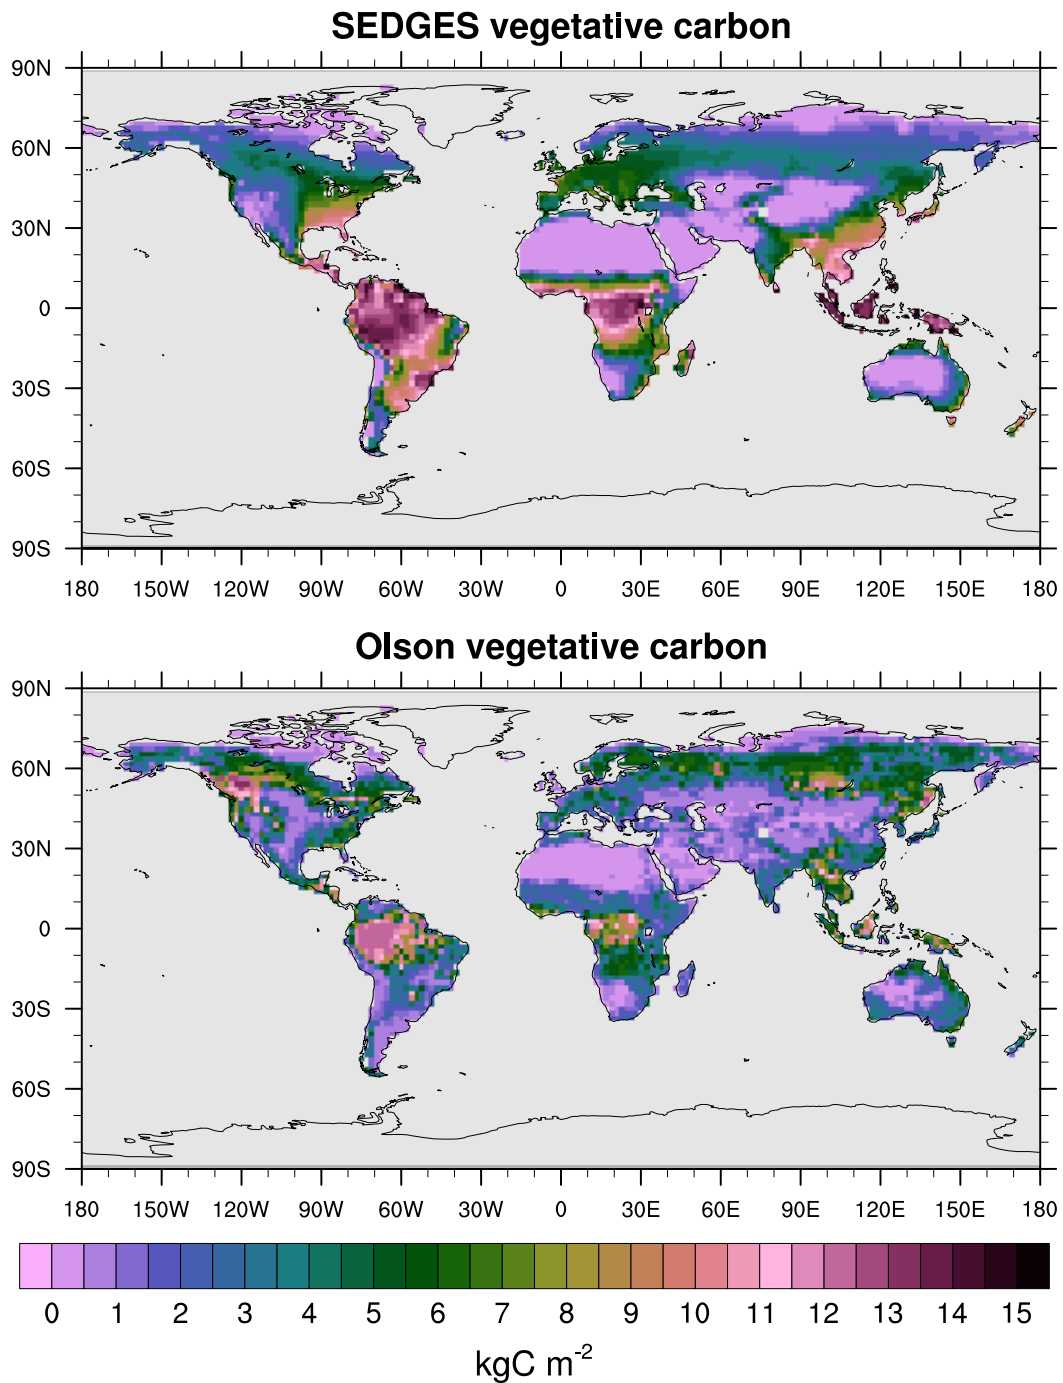 SEDGES vegetative carbon
90N
60N
30N
0
30S
60S
90S
180 150W 120W 90W 60W 30W 0 30E 60E 90E 120E 150E 180
Olson vegetative carbon
90N
60N
30N
0
30S
60S
90S
180 150W 120W 90W 60W 30W 0 30E 60E 90E 120E 150E 180
0 1 2 3 4 5 6 7 8 9 10 11 12 13 14 15
kgC m⁻²